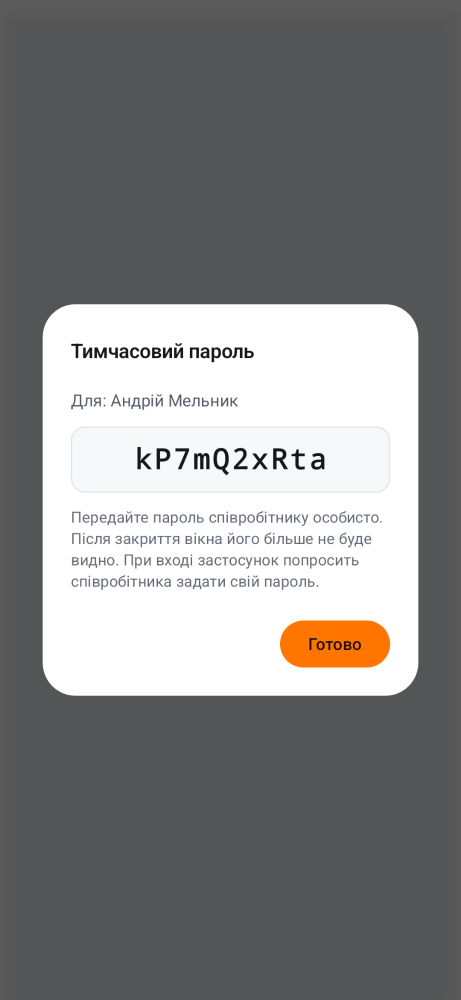 Тимчасовий пароль
Для: Андрій Мельник
kP7mQ2xRta
Передайте пароль співробітнику особисто.
Після закриття вікна його більше не буде
видно. При вході застосунок попросить
співробітника задати свій пароль.
Готово